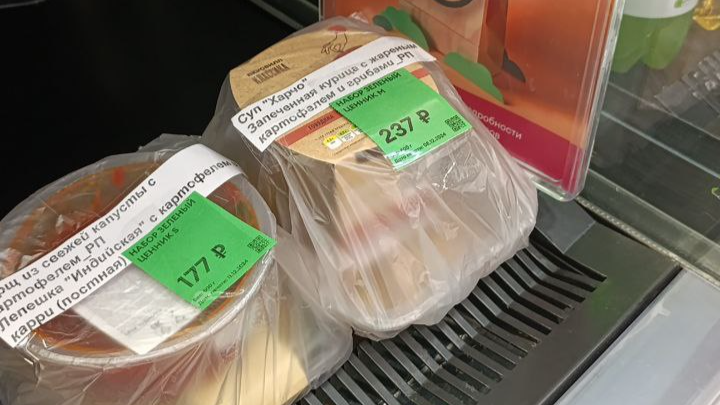 Суп "Харчо"
Запеченная курица с жареным
картофелем и грибами_РП
НАБОР ЗЕЛЕНЫЙ
ЦЕННИК М
237 ₽
из свежей капусты с
картофелем_РП
Лепешка "Индийская" с картофелем
карри (постная)
НАБОР ЗЕЛЕНЫЙ
ЦЕННИК S
177 ₽